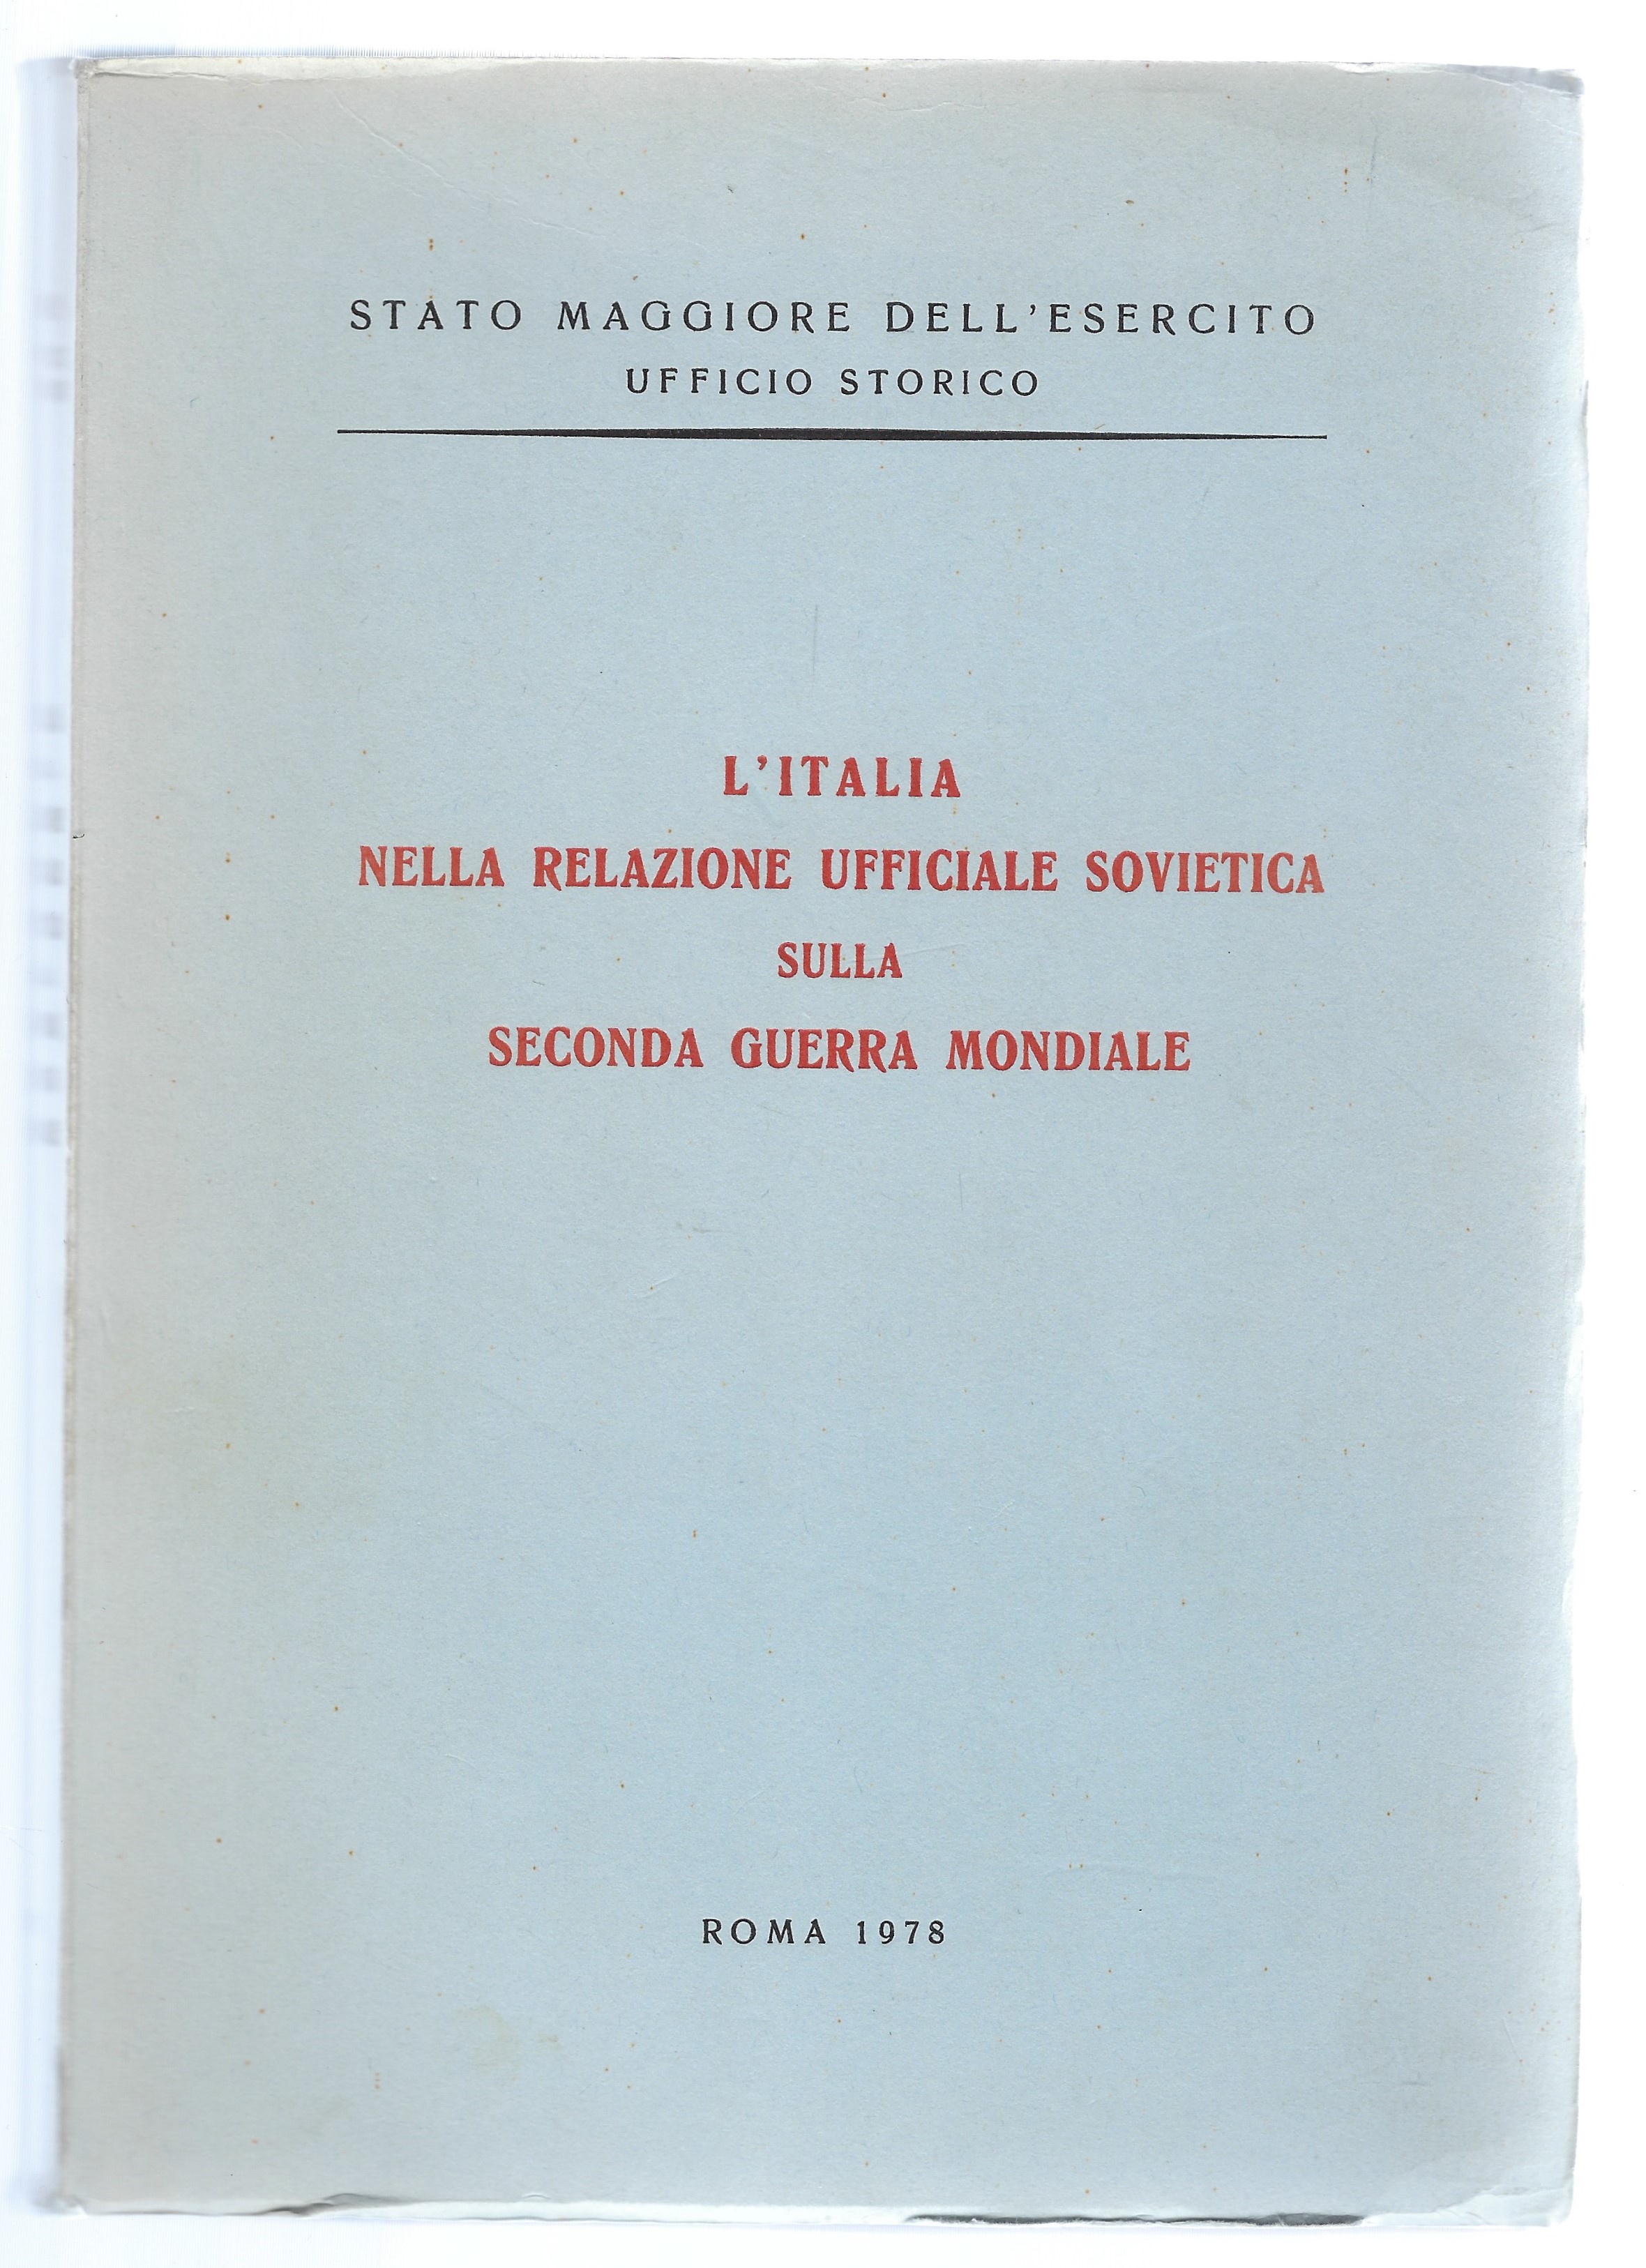 STATO MAGGIORE DELL'ESERCITO
UFFICIO STORICO
L'ITALIA
NELLA RELAZIONE UFFICIALE SOVIETICA
SULLA
SECONDA GUERRA MONDIALE
ROMA 1978